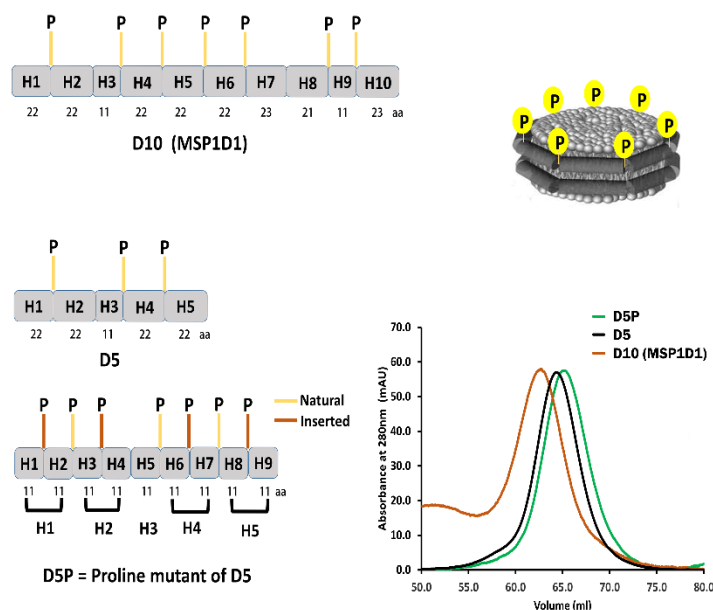 P P P P P P P
H1 H2 H3 H4 H5 H6 H7 H8 H9 H10
22 22 11 22 22 22 23 21 11 23 aa
D10 (MSP1D1)
P P P P P P P
P P P
H1 H2 H3 H4 H5
22 22 11 22 22 aa
D5
Natural
Inserted
P P P P P P P
H1 H2 H3 H4 H5 H6 H7 H8 H9
11 11 11 11 11 11 11 11 11 aa
H1 H2 H3 H4 H5
D5P = Proline mutant of D5
D5P
D5
D10 (MSP1D1)
Absorbance at 280nm (mAU)
70.0
60.0
50.0
40.0
30.0
20.0
10.0
0.0
50.0 60.0 65.0 70.0 75.0 80.0
Volume (ml)